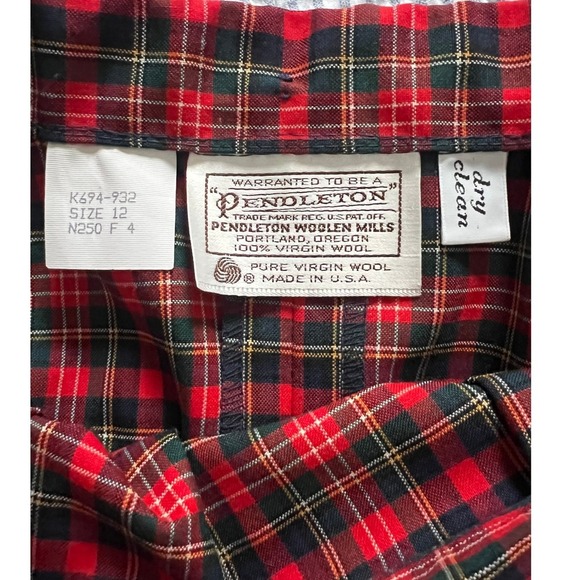 K694-932
SIZE 12
N250 F 4
WARRANTED TO BE A
"PENDLETON"
TRADE MARK REG. U.S. PAT. OFF.
PENDLETON WOOLEN MILLS
PORTLAND, OREGON
100% VIRGIN WOOL
® PURE VIRGIN WOOL
MADE IN U.S.A.
dry
clean